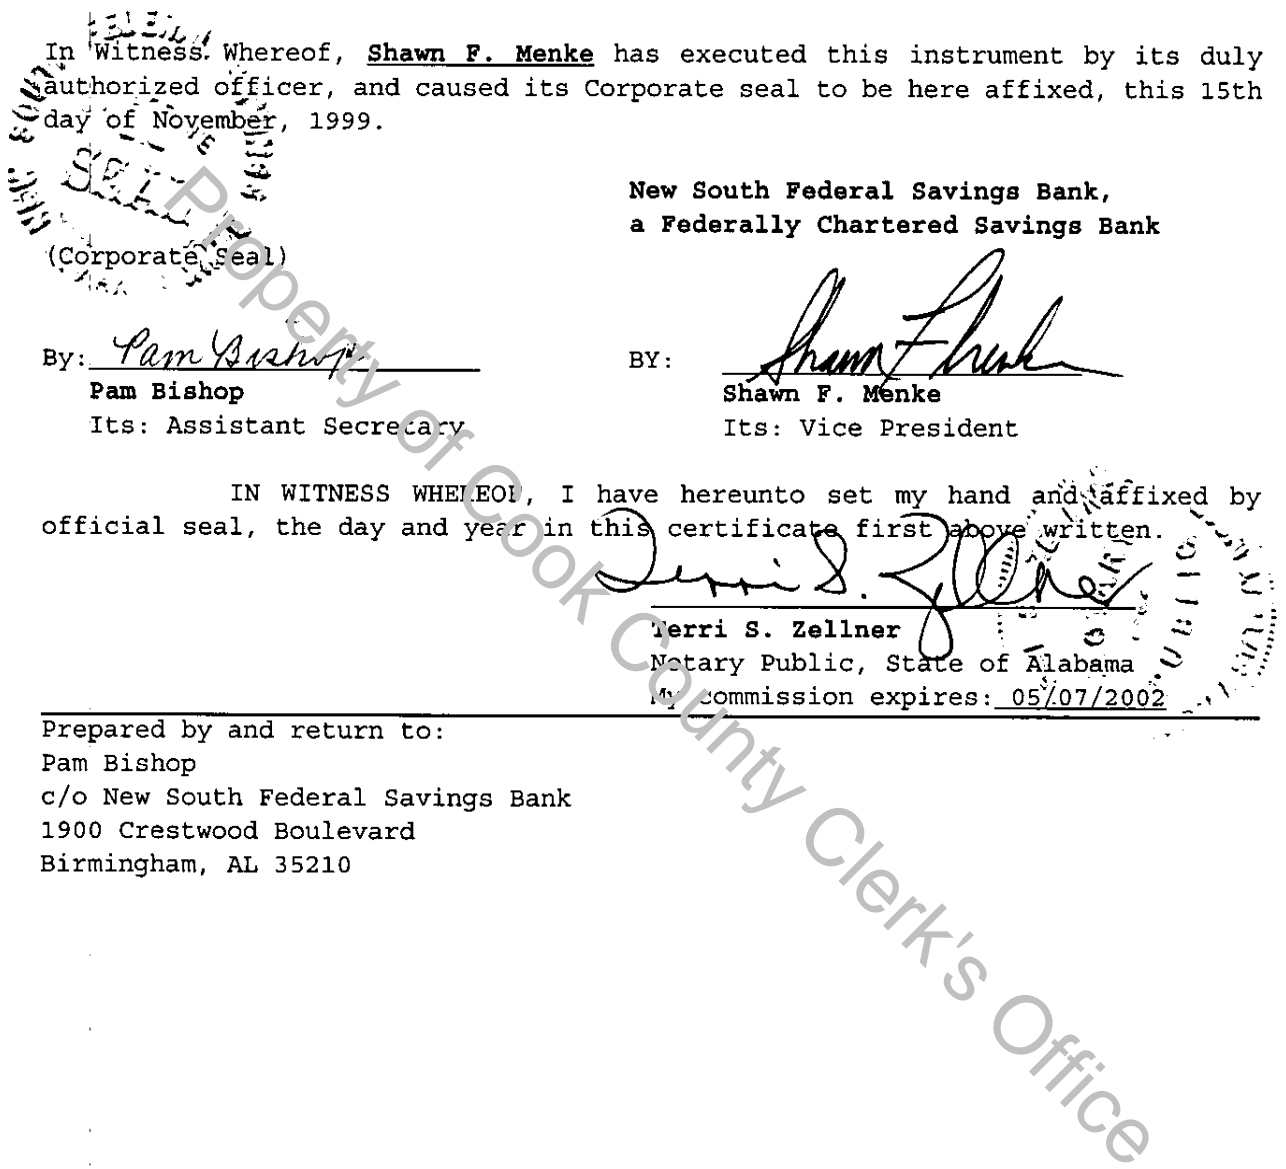 In Witness Whereof, Shawn F. Menke has executed this instrument by its duly
authorized officer, and caused its Corporate seal to be here affixed, this 15th
day of November, 1999.
SEAL
New South Federal Savings Bank,
a Federally Chartered Savings Bank
(Corporate Seal)
By: Pam Bishop
BY: Shawn F Menke
Pam Bishop
Shawn F. Menke
Its: Assistant Secretary
Its: Vice President
IN WITNESS WHEREOF, I have hereunto set my hand and affixed by
official seal, the day and year in this certificate first above written.
Terri S. Zellner
Terri S. Zellner
Notary Public, State of Alabama
My commission expires: 05/07/2002
Prepared by and return to:
Pam Bishop
c/o New South Federal Savings Bank
1900 Crestwood Boulevard
Birmingham, AL 35210
Property of Cook County Clerk's Office